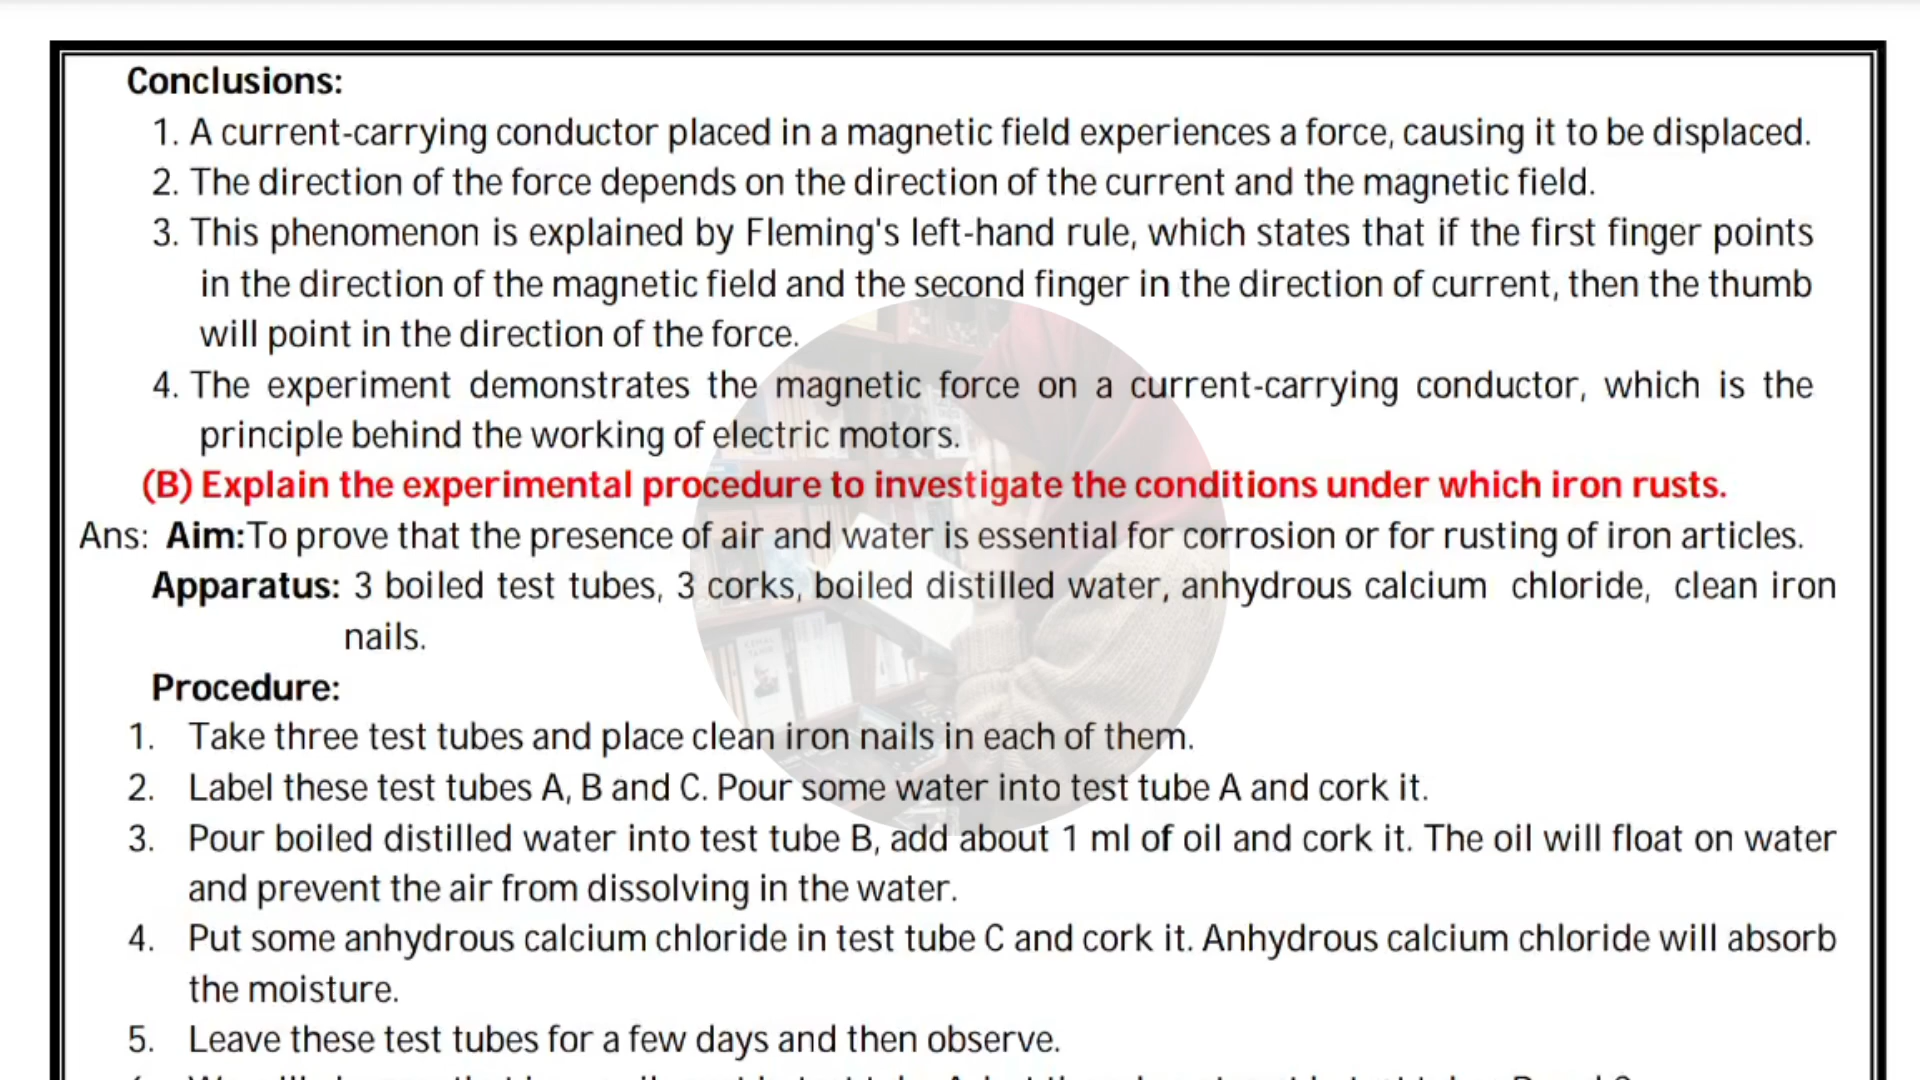 Conclusions:
1. A current-carrying conductor placed in a magnetic field experiences a force, causing it to be displaced.
2. The direction of the force depends on the direction of the current and the magnetic field.
3. This phenomenon is explained by Fleming's left-hand rule, which states that if the first finger points
in the direction of the magnetic field and the second finger in the direction of current, then the thumb
will point in the direction of the force.
4. The experiment demonstrates the magnetic force on a current-carrying conductor, which is the
principle behind the working of electric motors.
(B) Explain the experimental procedure to investigate the conditions under which iron rusts.
Ans: Aim:To prove that the presence of air and water is essential for corrosion or for rusting of iron articles.
Apparatus: 3 boiled test tubes, 3 corks, boiled distilled water, anhydrous calcium chloride, clean iron
nails.
Procedure:
1. Take three test tubes and place clean iron nails in each of them.
2. Label these test tubes A, B and C. Pour some water into test tube A and cork it.
3. Pour boiled distilled water into test tube B, add about 1 ml of oil and cork it. The oil will float on water
and prevent the air from dissolving in the water.
4. Put some anhydrous calcium chloride in test tube C and cork it. Anhydrous calcium chloride will absorb
the moisture.
5. Leave these test tubes for a few days and then observe.